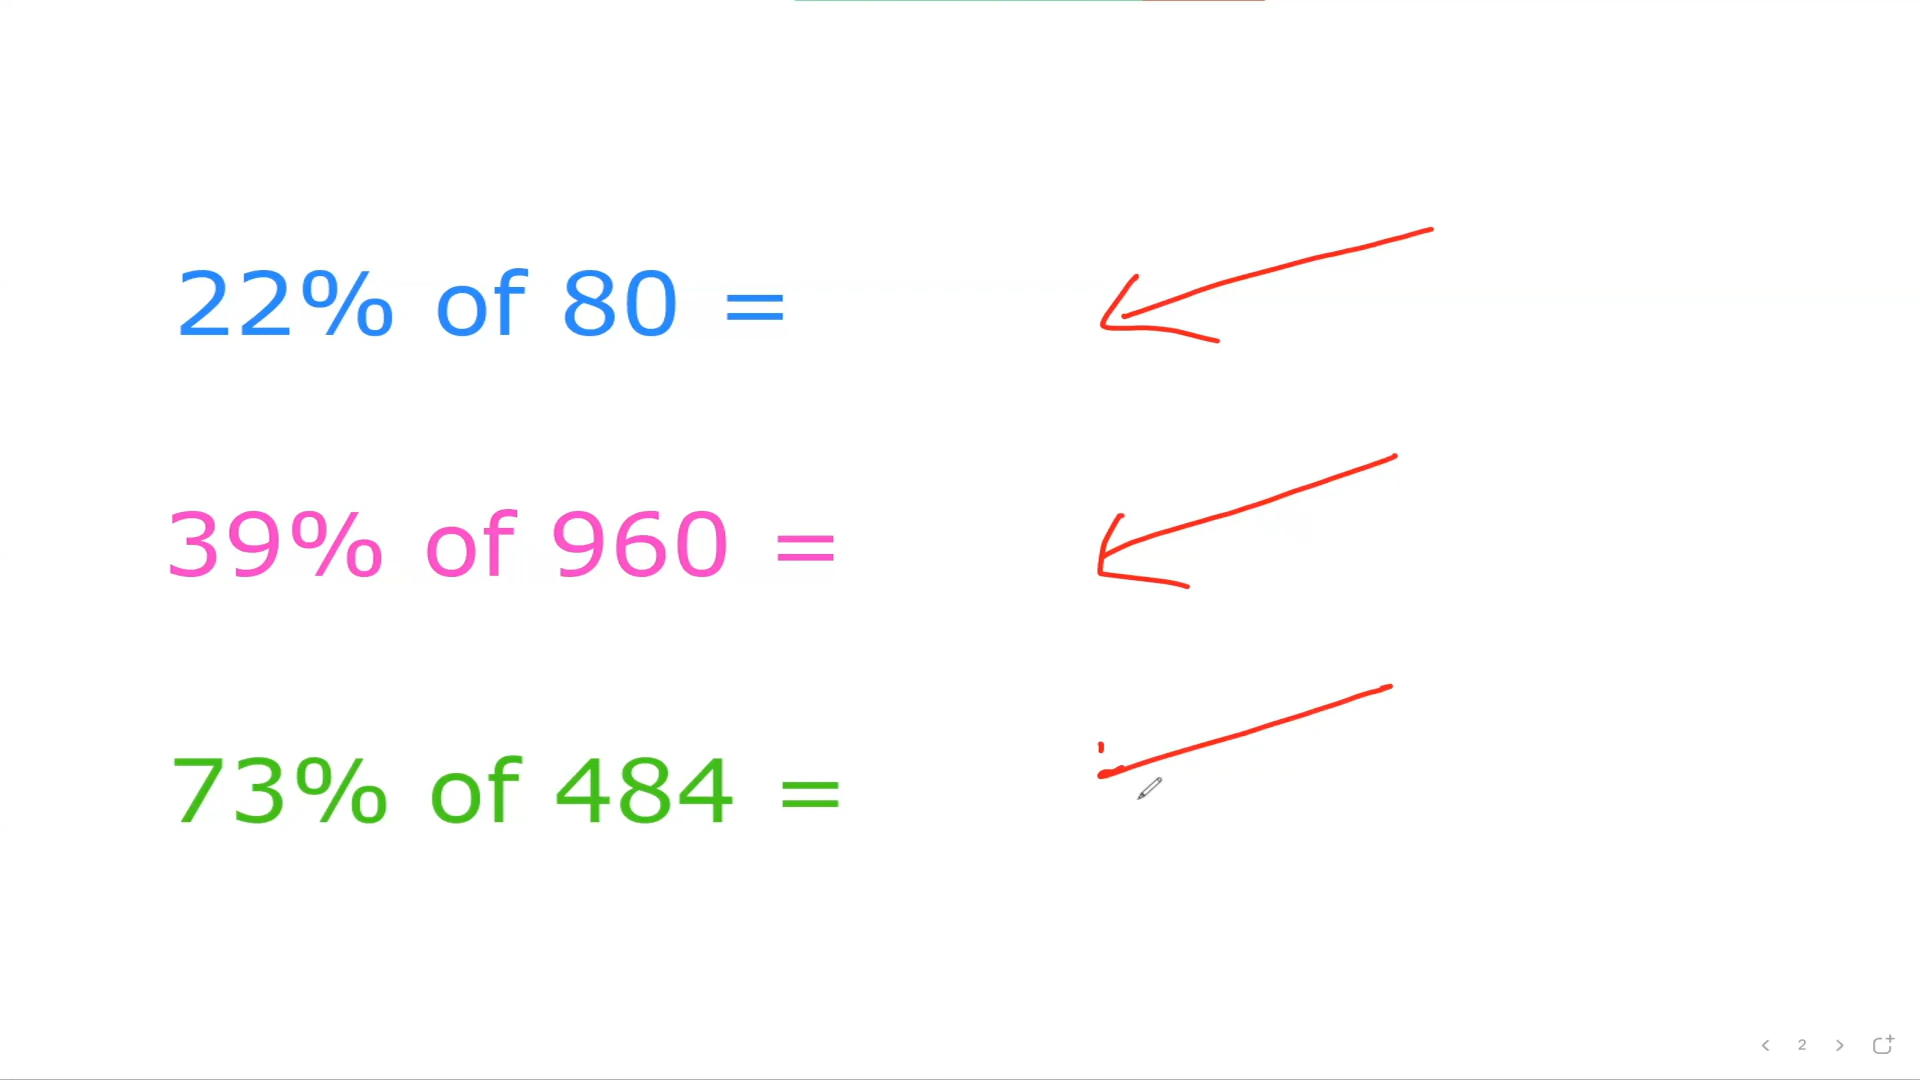 22% of 80 =
39% of 960 =
73% of 484 =
2